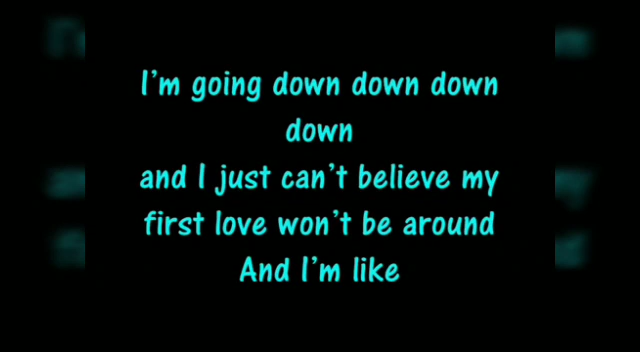 I'm going down down down
down
and I just can't believe my
first love won't be around
And I'm like